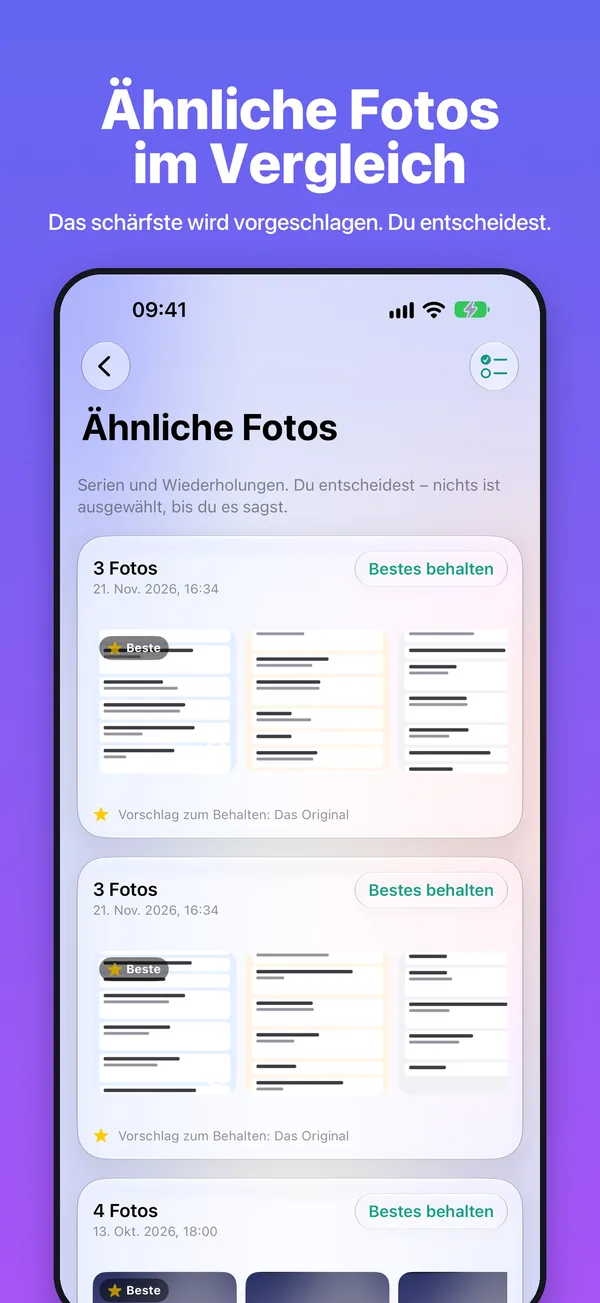 Ähnliche Fotos
im Vergleich
Das schärfste wird vorgeschlagen. Du entscheidest.
09:41
Ähnliche Fotos
Serien und Wiederholungen. Du entscheidest – nichts ist
ausgewählt, bis du es sagst.
3 Fotos
Bestes behalten
21. Nov. 2026, 16:34
Beste
Vorschlag zum Behalten: Das Original
3 Fotos
Bestes behalten
21. Nov. 2026, 16:34
Beste
Vorschlag zum Behalten: Das Original
4 Fotos
Bestes behalten
13. Okt. 2026, 18:00
Beste